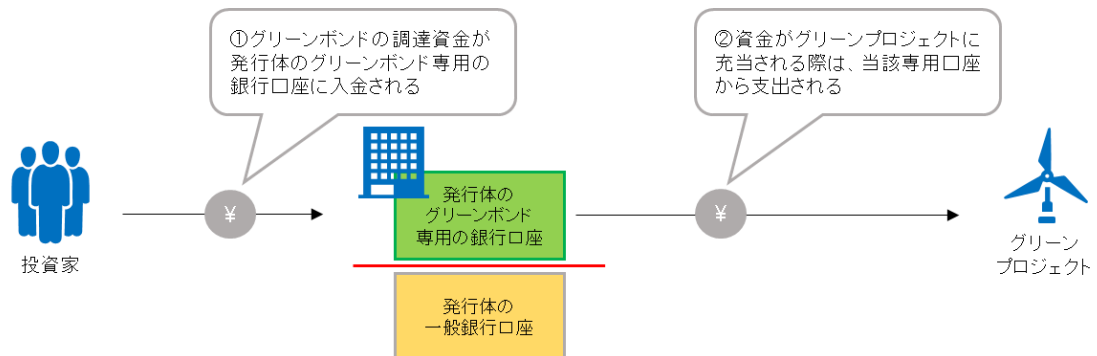 ①グリーンボンドの調達資金が
発行体のグリーンボンド専用の
銀行口座に入金される
②資金がグリーンプロジェクトに
充当される際は、当該専用口座
から支出される
投資家
¥
発行体の
グリーンボンド
専用の銀行口座
¥
グリーン
プロジェクト
発行体の
一般銀行口座